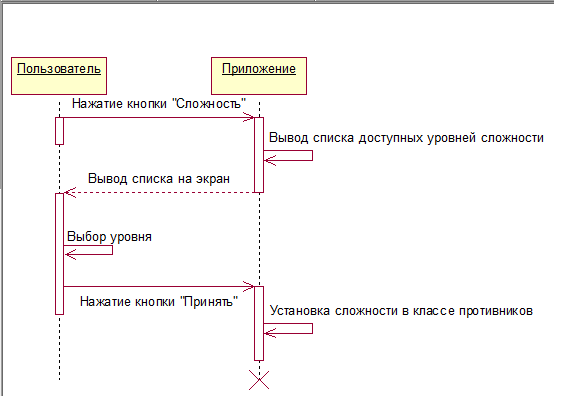 Пользователь
Приложение
Нажатие кнопки "Сложность"
Вывод списка доступных уровней сложности
Вывод списка на экран
Выбор уровня
Нажатие кнопки "Принять"
Установка сложности в классе противников